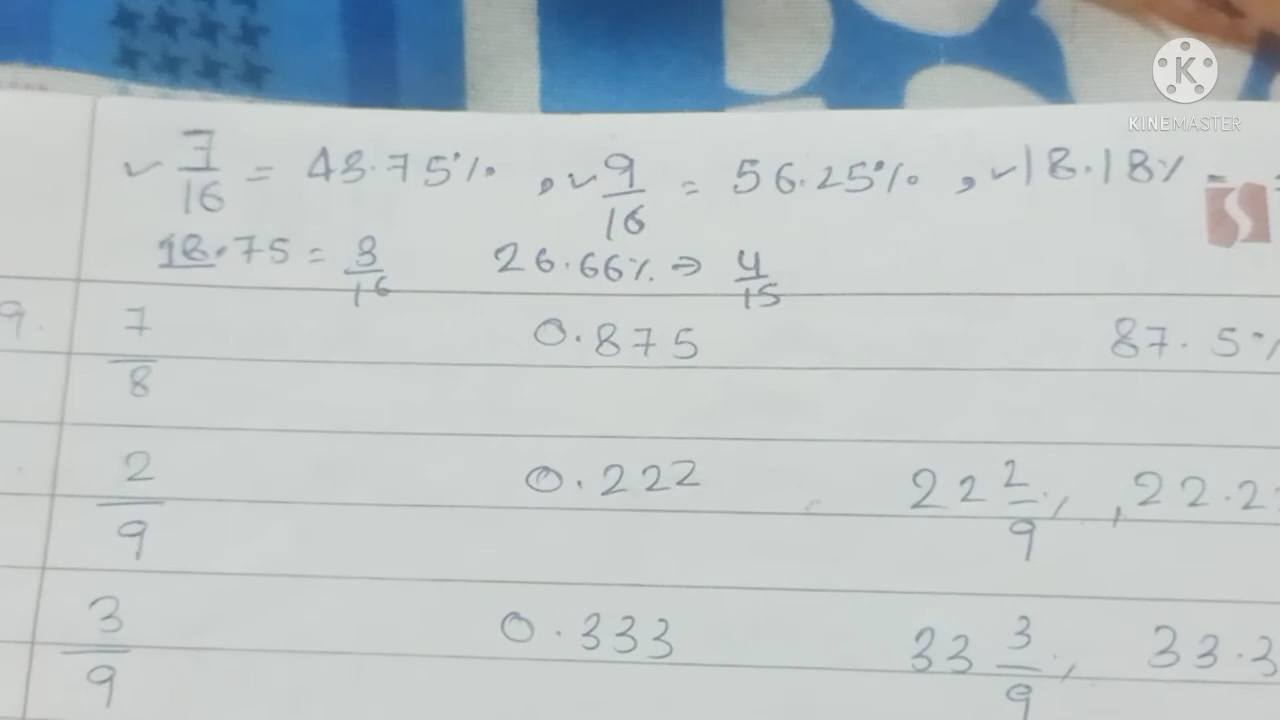 KINEMASTER
✓ 7/16 = 43.75%, ✓ 9/16 = 56.25%, ✓ 18.18% =
18.75 = 3/16 26.66% ⇒ 4/15
9. 7/8 0.875 87.5%
2/9 0.222 22 2/9 %, 22.2
3/9 0.333 33 3/9 %, 33.3